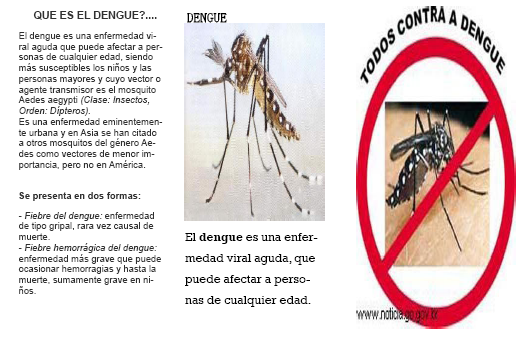 QUE ES EL DENGUE?....
El dengue es una enfermedad vi-
ral aguda que puede afectar a per-
sonas de cualquier edad, siendo
más susceptibles los niños y las
personas mayores y cuyo vector o
agente transmisor es el mosquito
Aedes aegypti (Clase: Insectos,
Orden: Dípteros).
Es una enfermedad eminentemen-
te urbana y en Asia se han citado
a otros mosquitos del género Ae-
des como vectores de menor im-
portancia, pero no en América.
Se presenta en dos formas:
- Fiebre del dengue: enfermedad
de tipo gripal, rara vez causal de
muerte.
- Fiebre hemorrágica del dengue:
enfermedad más grave que puede
ocasionar hemorragias y hasta la
muerte, sumamente grave en ni-
ños.
DENGUE
El dengue es una enfer-
medad viral aguda, que
puede afectar a perso-
nas de cualquier edad.
TODOS CONTRA A DENGUE
www.noticia.go.gov.br